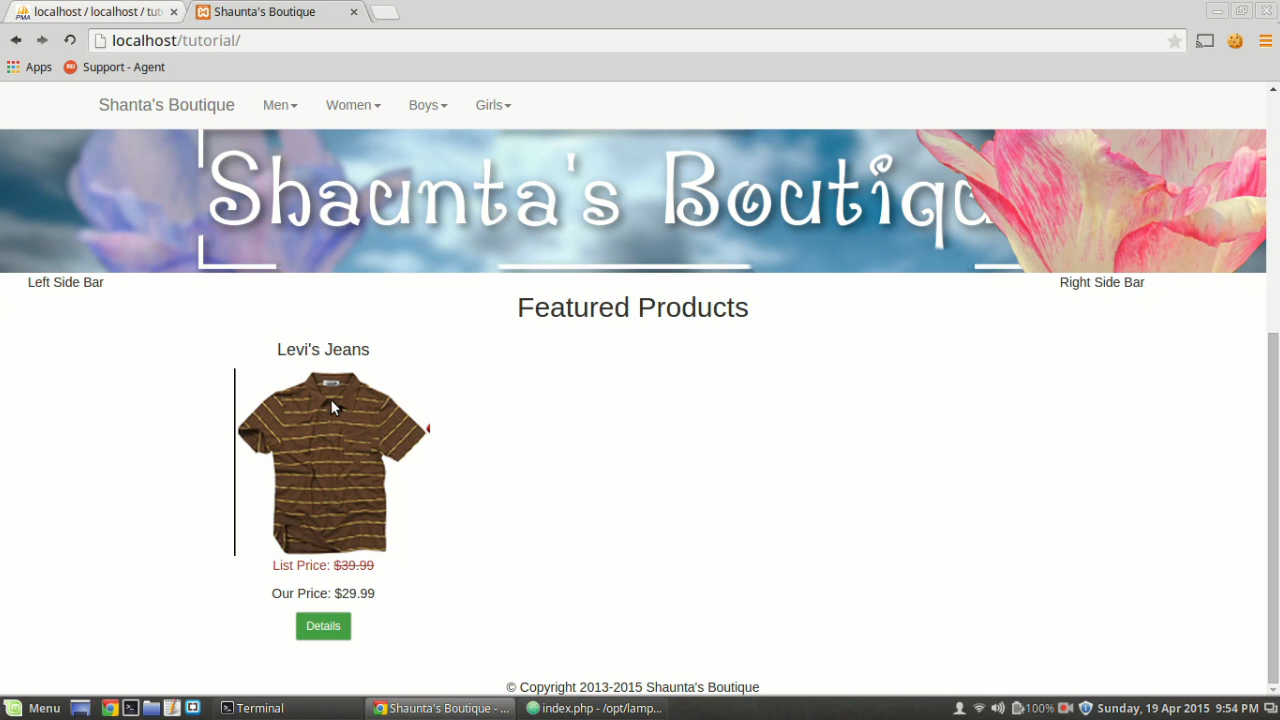 localhost / localhost / tut
Shaunta's Boutique
localhost/tutorial/
Apps
Support - Agent
Shanta's Boutique
Men
Women
Boys
Girls
Shaunta's Boutiqu
Left Side Bar
Right Side Bar
Featured Products
Levi's Jeans
List Price: $39.99
Our Price: $29.99
Details
© Copyright 2013-2015 Shaunta's Boutique
Menu
Terminal
Shaunta's Boutique - ...
index.php - /opt/lamp...
100%
Sunday, 19 Apr 2015 9:54 PM